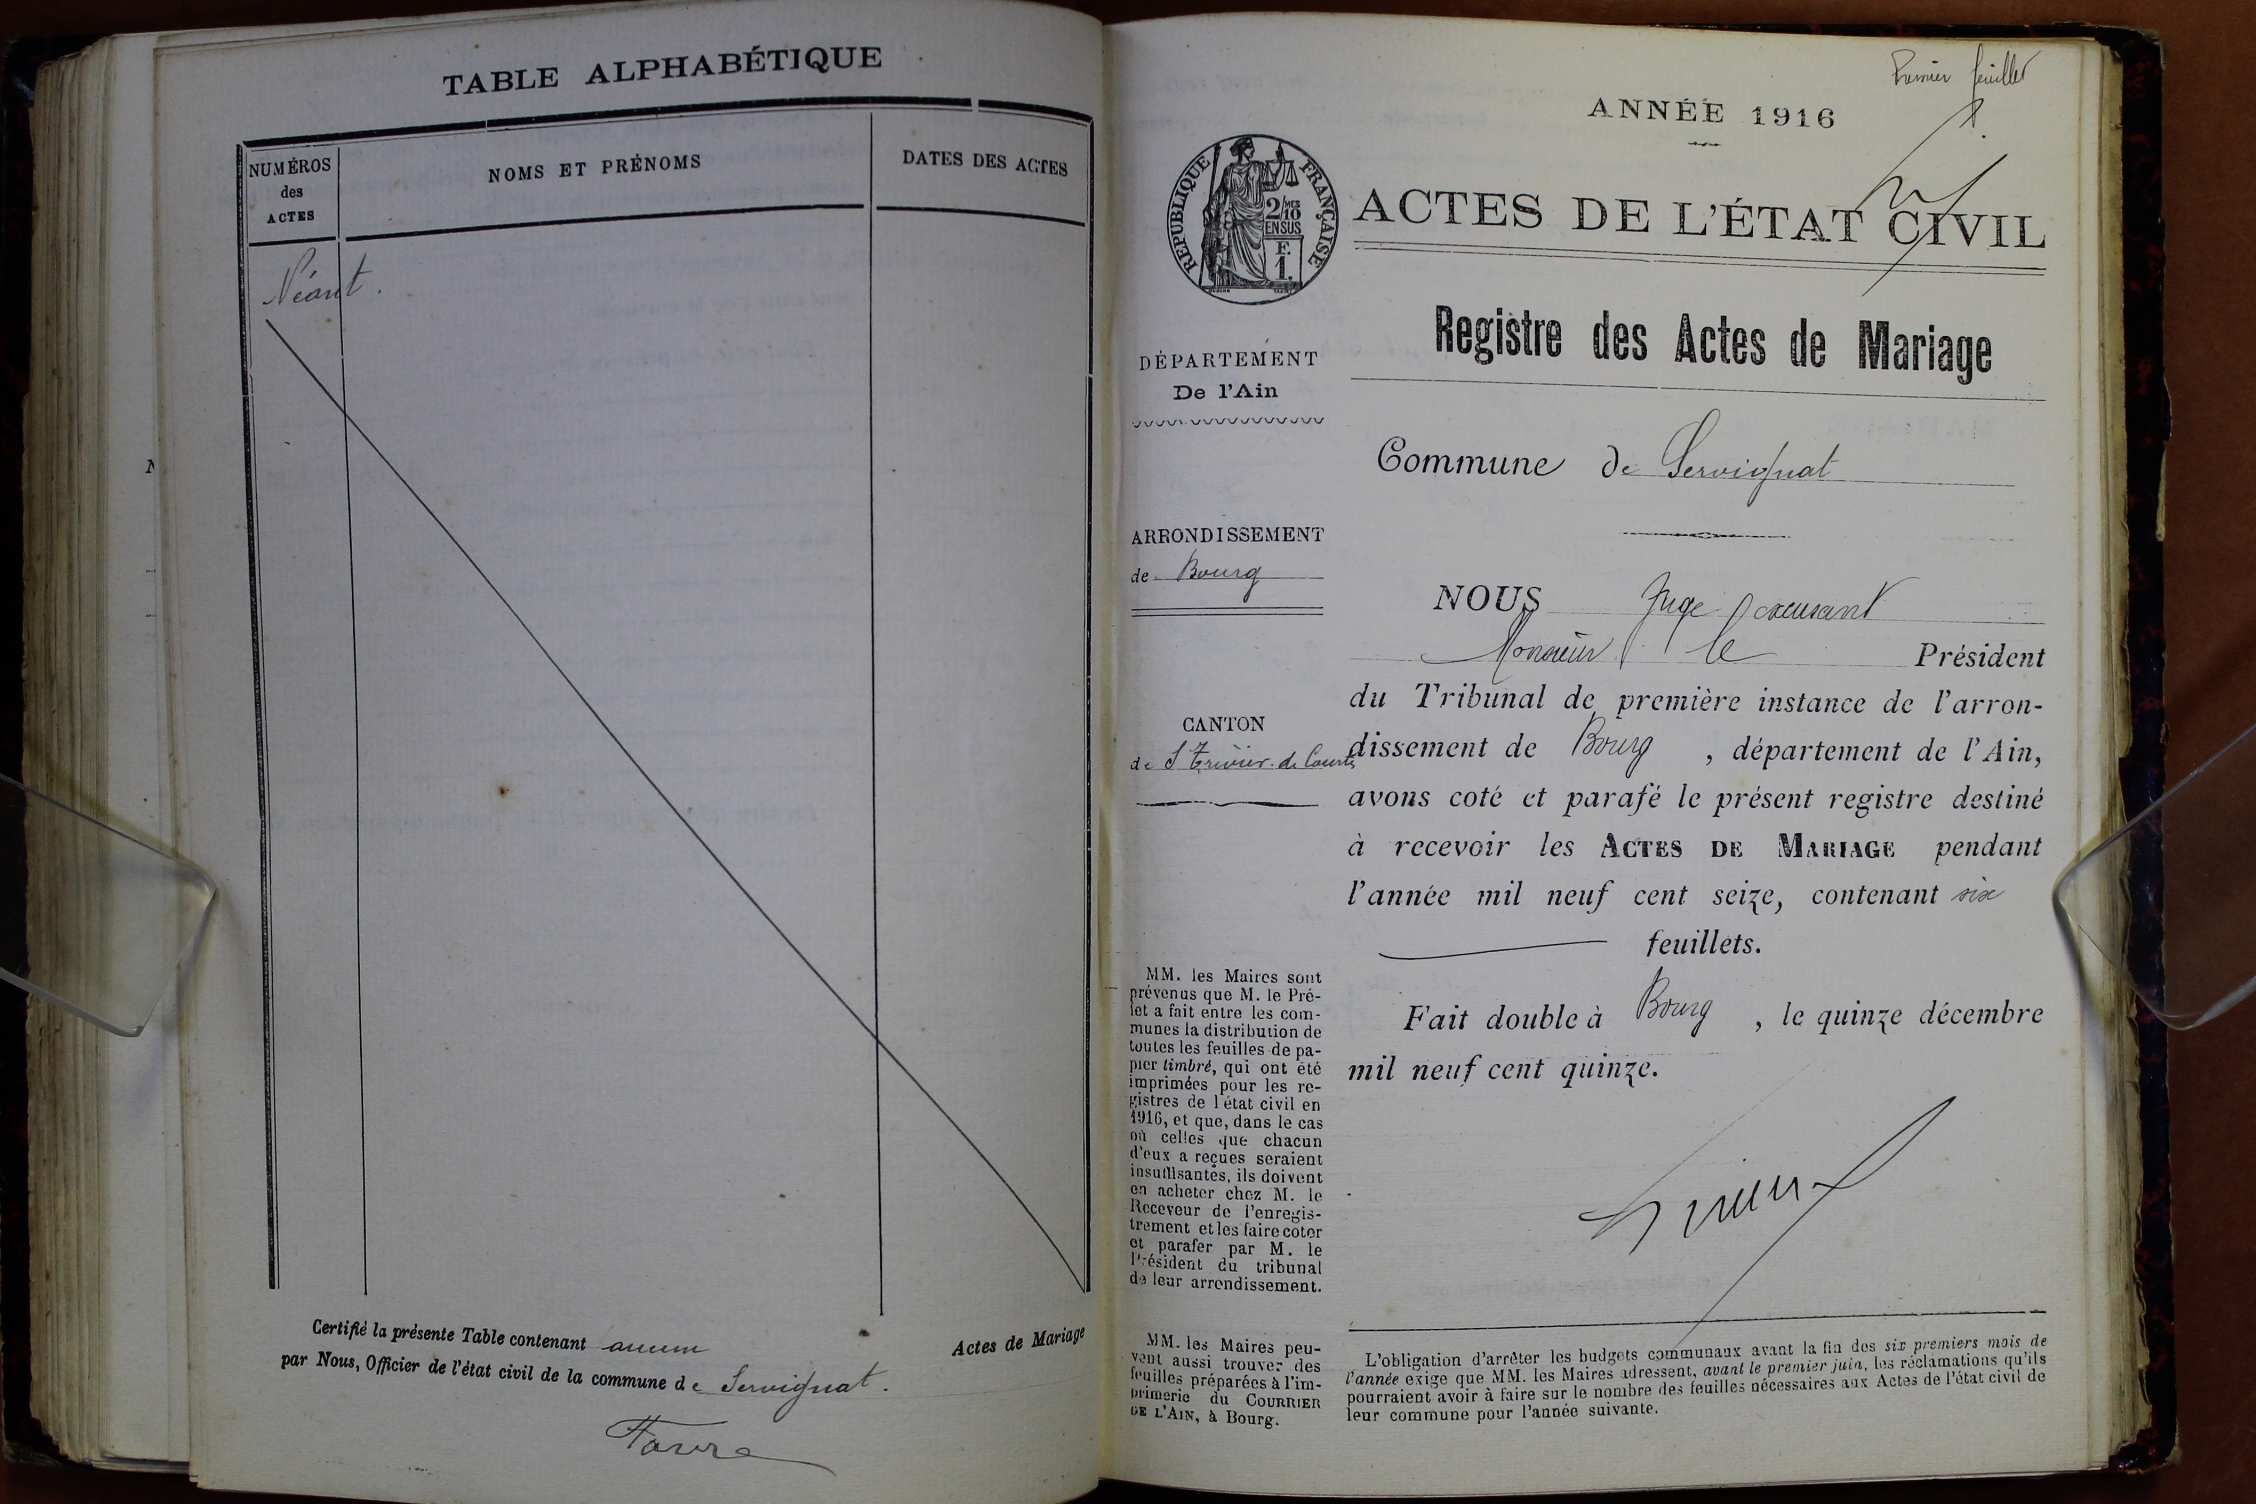 TABLE ALPHABÉTIQUE
NUMÉROS
des
ACTES
NOMS ET PRÉNOMS
DATES DES ACTES
Néant.
Certifié la présente Table contenant aucun Actes de Mariage
par Nous, Officier de l'état civil de la commune de Servignat.
Favre
Premier feuillet
ANNÉE 1916
RÉPUBLIQUE FRANÇAISE
2/10 MES
EN SUS
F.
1.
ACTES DE L'ÉTAT CIVIL
Registre des Actes de Mariage
DÉPARTEMENT
De l'Ain
Commune de Servignat
ARRONDISSEMENT
de Bourg
CANTON
de St Trivier de Courtes
NOUS Juge
Monsieur le Président
du Tribunal de première instance de l'arron-
dissement de Bourg, département de l'Ain,
avons coté et parafé le présent registre destiné
à recevoir les ACTES DE MARIAGE pendant
l'année mil neuf cent seize, contenant six
feuillets.
Fait double à Bourg, le quinze décembre
mil neuf cent quinze.
MM. les Maires sont
prévenus que M. le Pré-
fet a fait entre les com-
munes la distribution de
toutes les feuilles de pa-
pier timbré, qui ont été
imprimées pour les re-
gistres de l'état civil en
1916, et que, dans le cas
où celles que chacun
d'eux a reçues seraient
insuffisantes, ils doivent
en acheter chez M. le
Receveur de l'enregis-
trement et les faire coter
et parafer par M. le
Président du tribunal
de leur arrondissement.
MM. les Maires peu-
vent aussi trouver des
feuilles préparées à l'im-
primerie du COURRIER
DE L'AIN, à Bourg.
L'obligation d'arrêter les budgets communaux avant la fin des six premiers mois de
l'année exige que MM. les Maires adressent, avant le premier juin, les réclamations qu'ils
pourraient avoir à faire sur le nombre des feuilles nécessaires aux Actes de l'état civil de
leur commune pour l'année suivante.